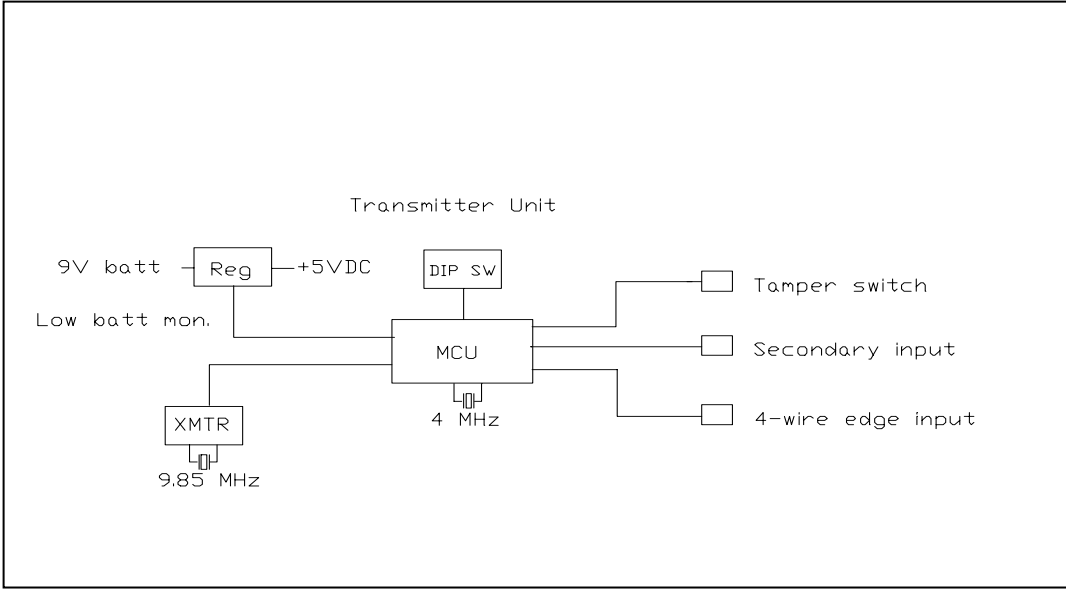 Transmitter Unit
9V batt
Reg
+5VDC
DIP SW
Tamper switch
Low batt mon.
MCU
Secondary input
XMTR
4 MHz
4-wire edge input
9.85 MHz